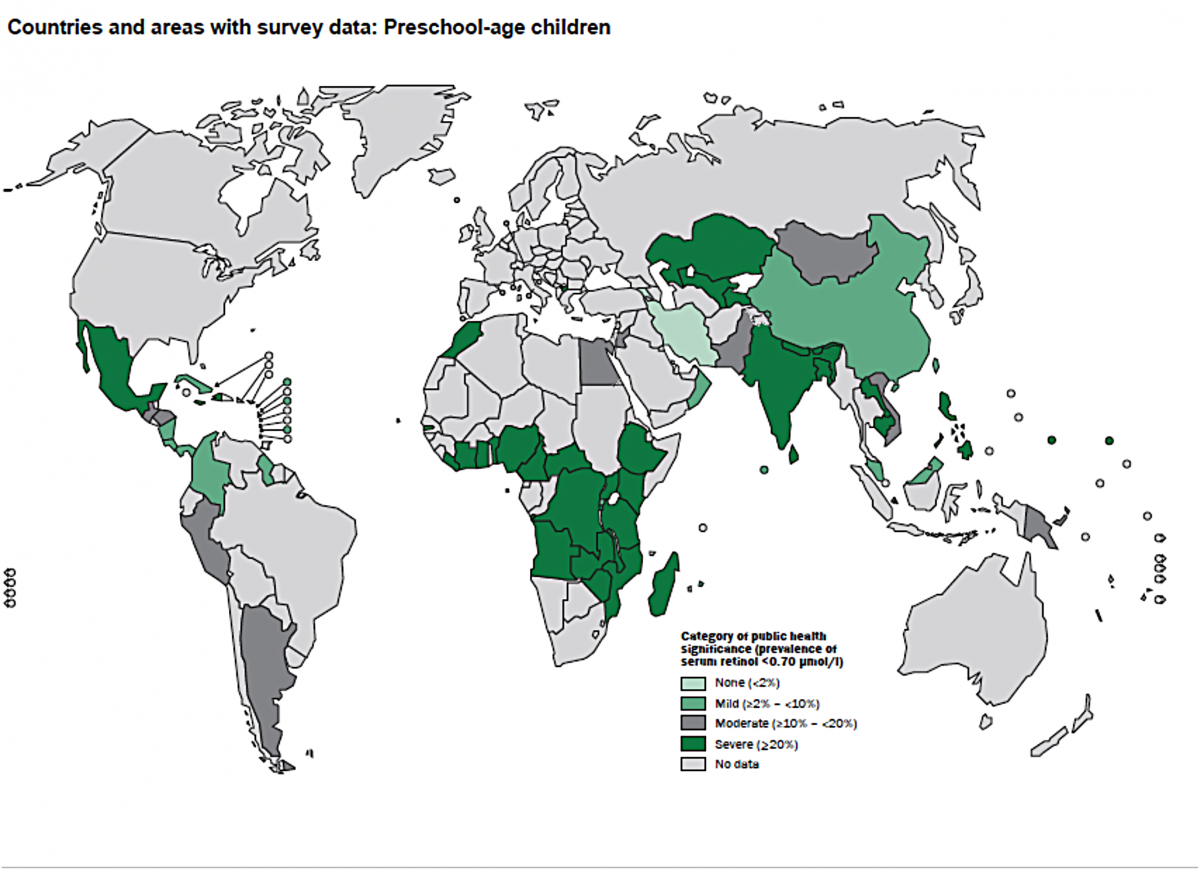 Countries and areas with survey data: Preschool-age children
Category of public health
significance (prevalence of
serum retinol <0.70 µmol/l)
None (<2%)
Mild (≥2% – <10%)
Moderate (≥10% – <20%)
Severe (≥20%)
No data